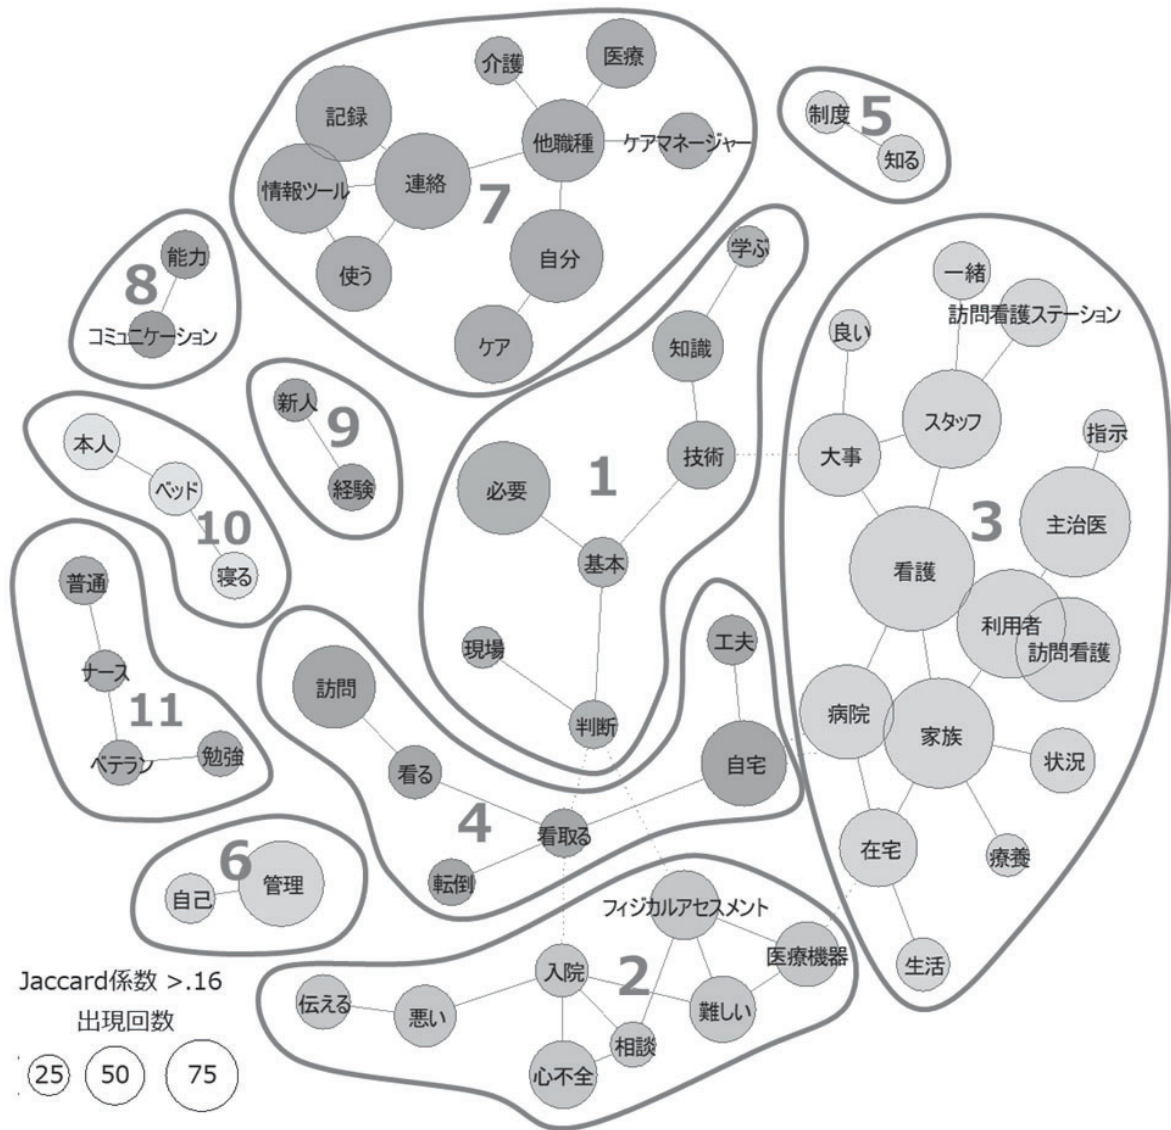 介護
医療
記録
他職種
ケアマネージャー
情報ツール
連絡
7
使う
自分
ケア
制度
5
知る
能力
8
コミュニケーション
新人
9
経験
本人
ベッド
10
寝る
学ぶ
知識
技術
必要
1
基本
現場
判断
一緒
訪問看護ステーション
良い
スタッフ
指示
大事
3
主治医
看護
利用者
訪問看護
病院
家族
状況
在宅
療養
生活
普通
ナース
11
ベテラン
勉強
工夫
訪問
自宅
看る
4
看取る
転倒
6
自己
管理
フィジカルアセスメント
医療機器
入院
2
伝える
悪い
難しい
相談
心不全
Jaccard係数 >.16
出現回数
25
50
75